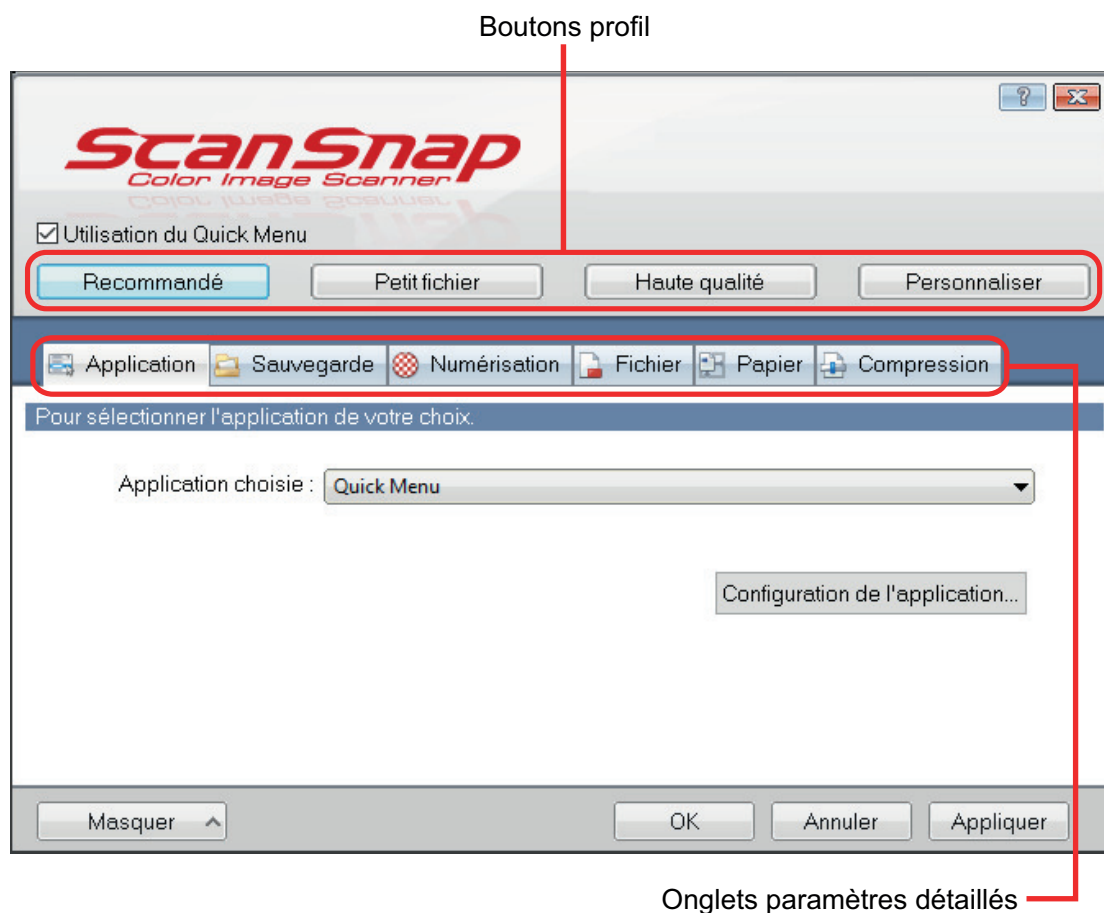 Boutons profil
?
ScanSnap
Color Image Scanner
Utilisation du Quick Menu
Recommandé Petit fichier Haute qualité Personnaliser
Application Sauvegarde Numérisation Fichier Papier Compression
Pour sélectionner l'application de votre choix.
Application choisie : Quick Menu
Configuration de l'application...
Masquer OK Annuler Appliquer
Onglets paramètres détaillés